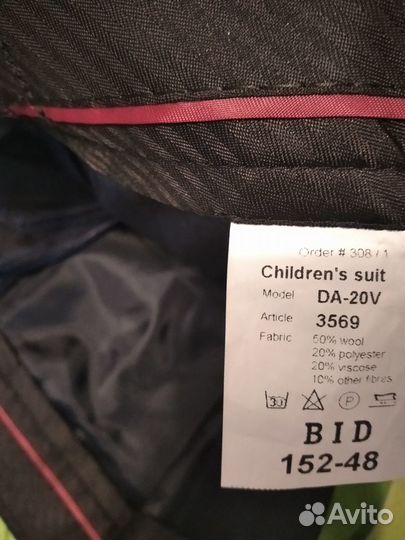 Order # 308 / 1
Children's suit
Model DA-20V
Article 3569
Fabric 50% wool
20% polyester
20% viscose
10% other fibres
30 P
BID
152-48
Avito